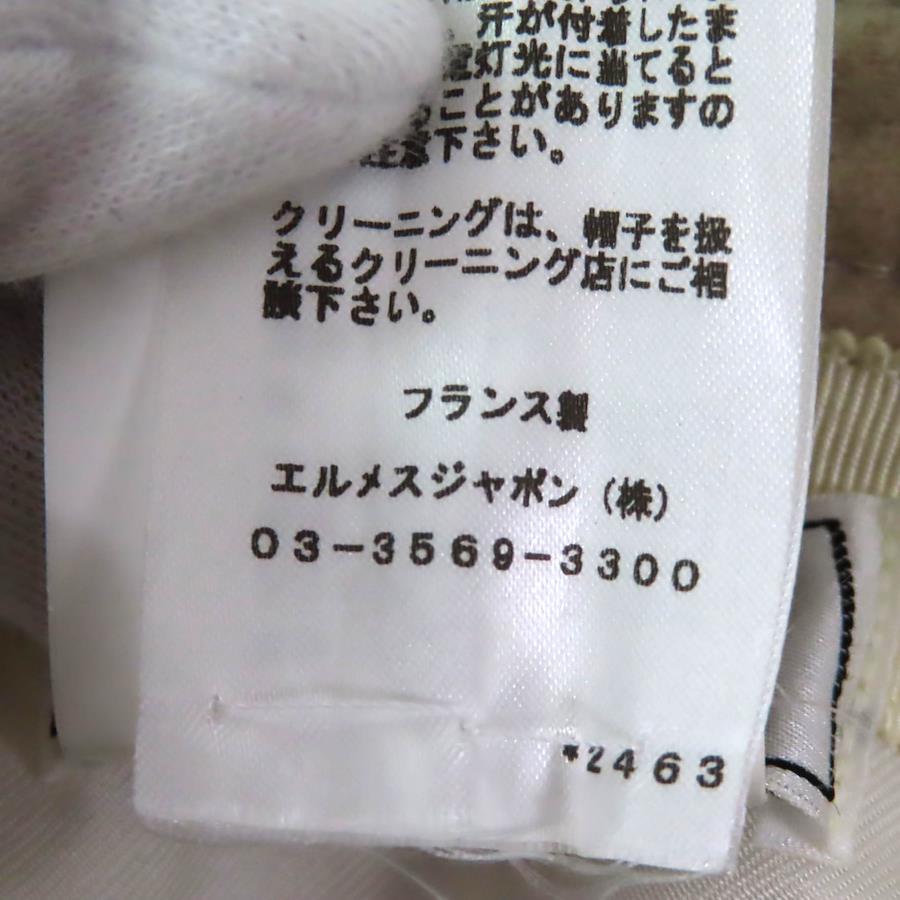 汗が付着したま
灯光に当てると
ことがありますの
下さい。
クリーニングは、帽子を扱
えるクリーニング店にご相
談下さい。
フランス製
エルメスジャポン（株）
03-3569-3300
*2463